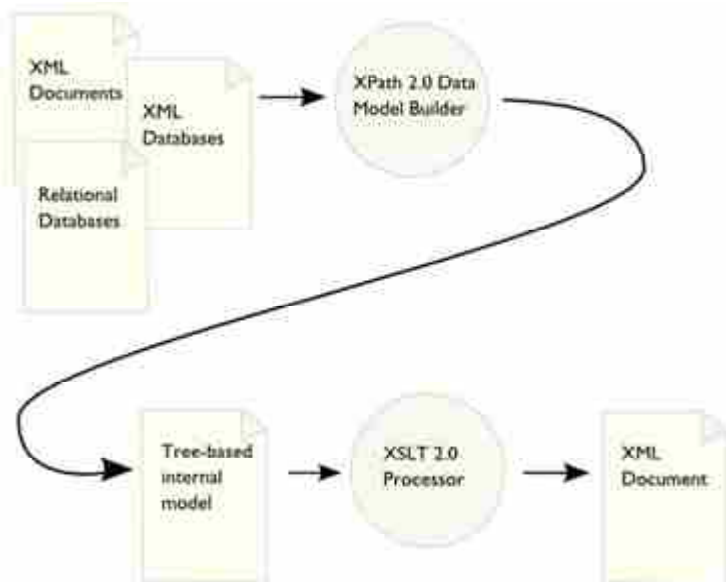 XML
Documents
XML
Databases
Relational
Databases
XPath 2.0 Data
Model Builder
Tree-based
internal
model
XSLT 2.0
Processor
XML
Document